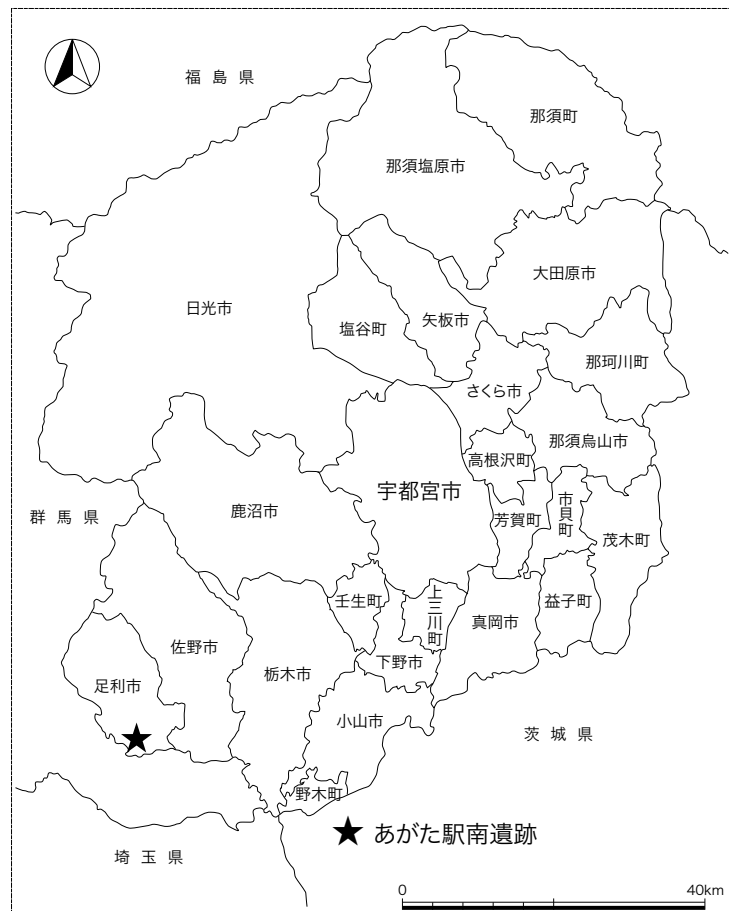 福島県
那須町
那須塩原市
大田原市
日光市
塩谷町
矢板市
那珂川町
さくら市
那須烏山市
高根沢町
宇都宮市
鹿沼市
群馬県
芳賀町
市貝町
茂木町
壬生町
上三川町
真岡市
益子町
佐野市
下野市
栃木市
足利市
小山市
茨城県
野木町
★ あがた駅南遺跡
埼玉県
0 40km